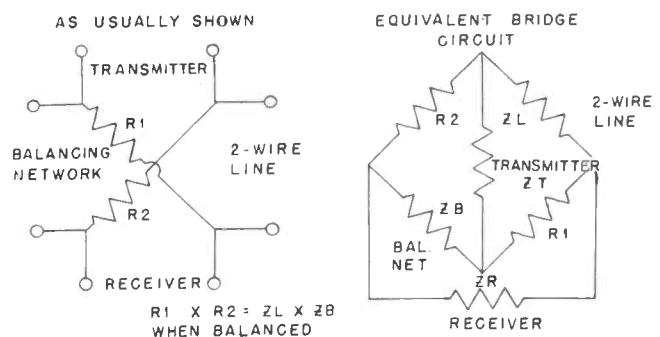 AS USUALLY SHOWN
TRANSMITTER
R1
BALANCING
NETWORK
2-WIRE
LINE
R2
RECEIVER
R1 X R2 = ZL X ZB
WHEN BALANCED
EQUIVALENT BRIDGE
CIRCUIT
R2
ZL
2-WIRE
LINE
TRANSMITTER
ZT
ZB
R1
BAL.
NET
ZR
RECEIVER